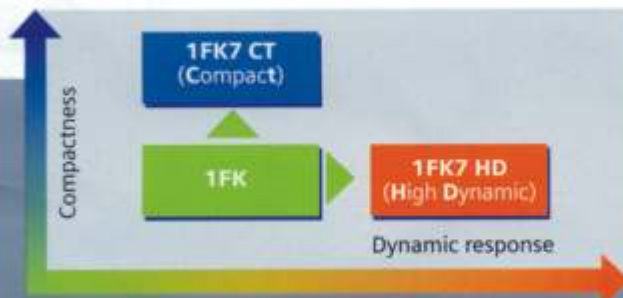 1FK7 CT
(Compact)
Compactness
1FK
1FK7 HD
(High Dynamic)
Dynamic response